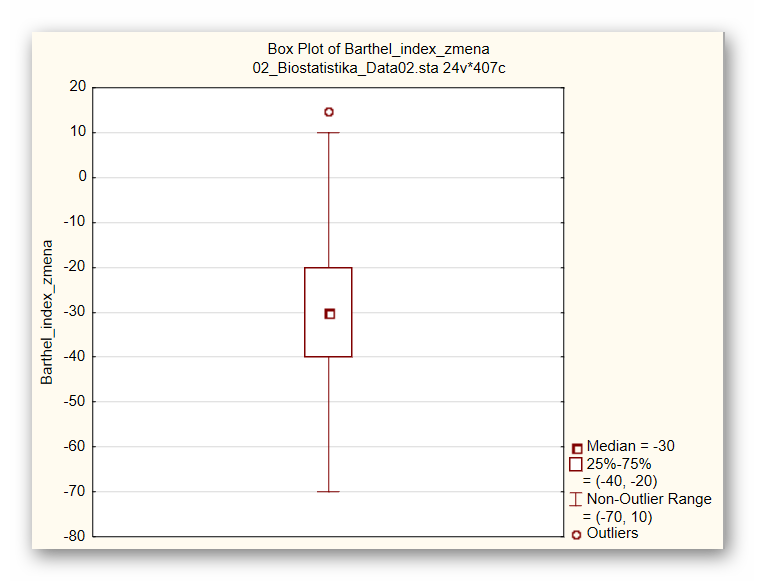 Box Plot of Barthel_index_zmena
02_Biostatistika_Data02.sta 24v*407c
20
10
0
-10
-20
-30
-40
-50
-60
-70
-80
Barthel_index_zmena
Median = -30
25%-75%
= (-40, -20)
Non-Outlier Range
= (-70, 10)
Outliers